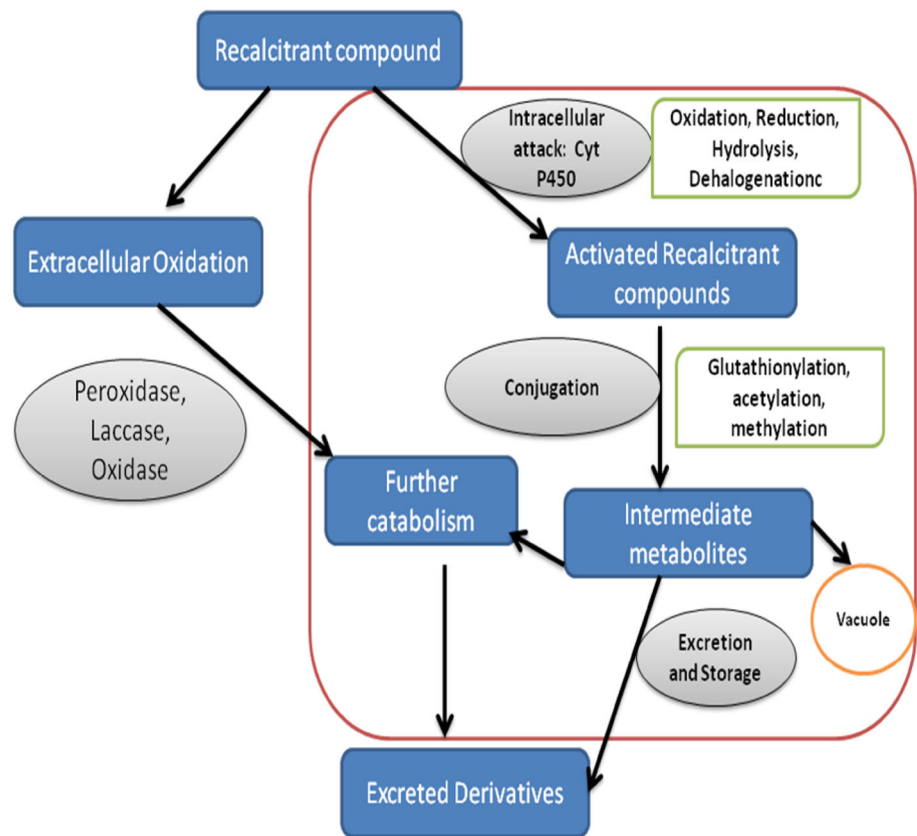 Recalcitrant compound
Intracellular
attack: Cyt
P450
Oxidation, Reduction,
Hydrolysis,
Dehalogenationc
Extracellular Oxidation
Activated Recalcitrant
compounds
Peroxidase,
Laccase,
Oxidase
Conjugation
Glutathionylation,
acetylation,
methylation
Further
catabolism
Intermediate
metabolites
Vacuole
Excretion
and Storage
Excreted Derivatives